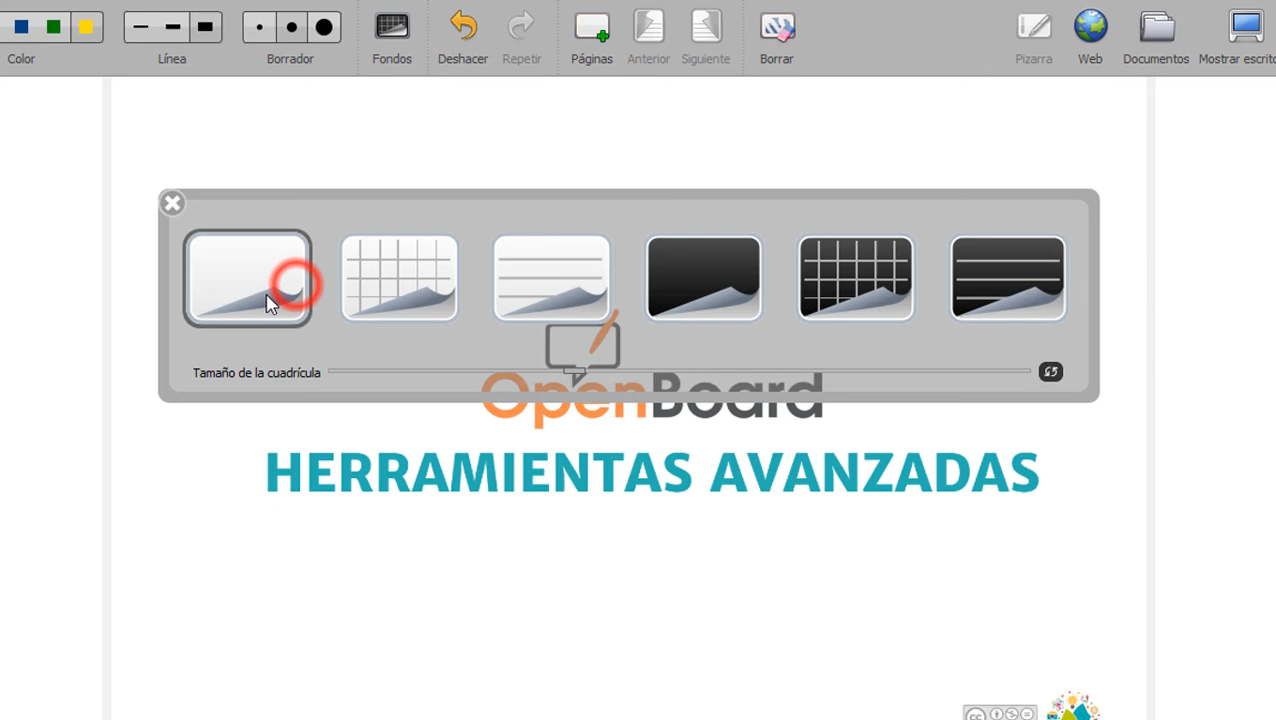 Color
Línea
Borrador
Fondos
Deshacer
Repetir
Páginas
Anterior
Siguiente
Borrar
Pizarra
Web
Documentos
Mostrar escrito
Tamaño de la cuadrícula
OpenBoard
HERRAMIENTAS AVANZADAS
cc